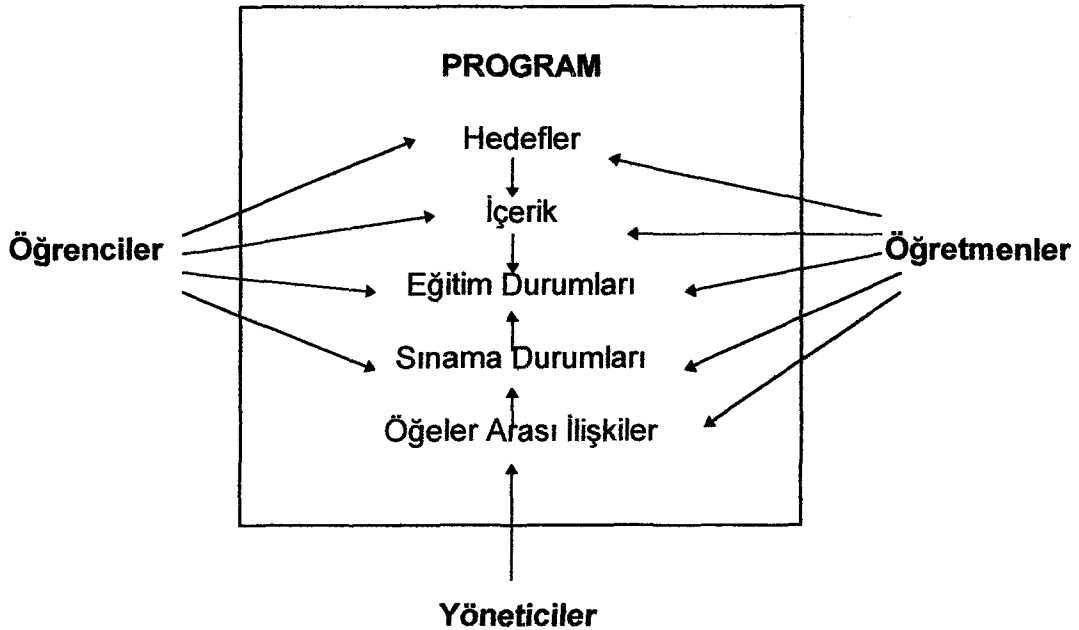 PROGRAM
Hedefler
İçerik
Öğrenciler
Öğretmenler
Eğitim Durumları
Sınama Durumları
Öğeler Arası İlişkiler
Yöneticiler